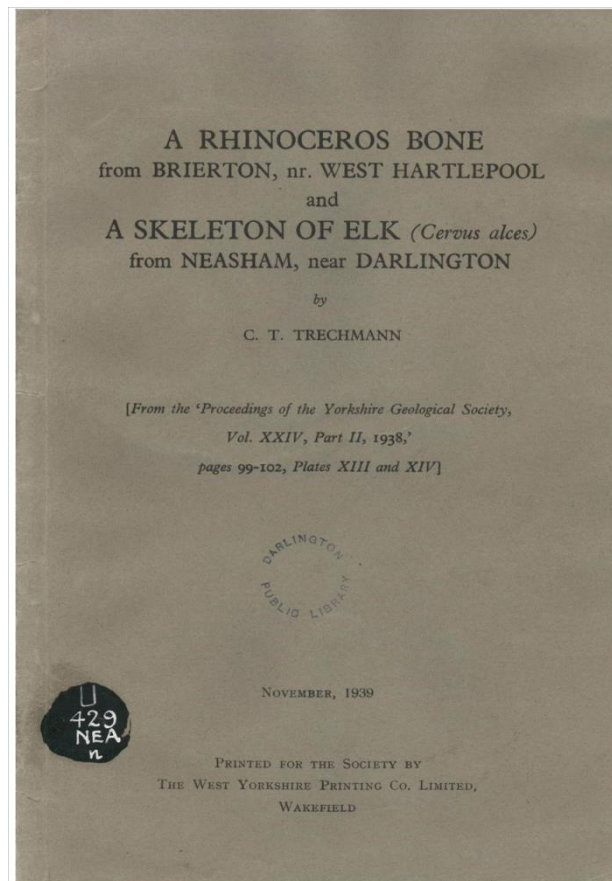 A RHINOCEROS BONE
from BRIERTON, nr. WEST HARTLEPOOL
and
A SKELETON OF ELK (Cervus alces)
from NEASHAM, near DARLINGTON
by
C. T. TRECHMANN
[From the 'Proceedings of the Yorkshire Geological Society,
Vol. XXIV, Part II, 1938,'
pages 99-102, Plates XIII and XIV]
DARLINGTON
PUBLIC LIBRARY
NOVEMBER, 1939
U
429
NEA
n
PRINTED FOR THE SOCIETY BY
THE WEST YORKSHIRE PRINTING CO. LIMITED,
WAKEFIELD